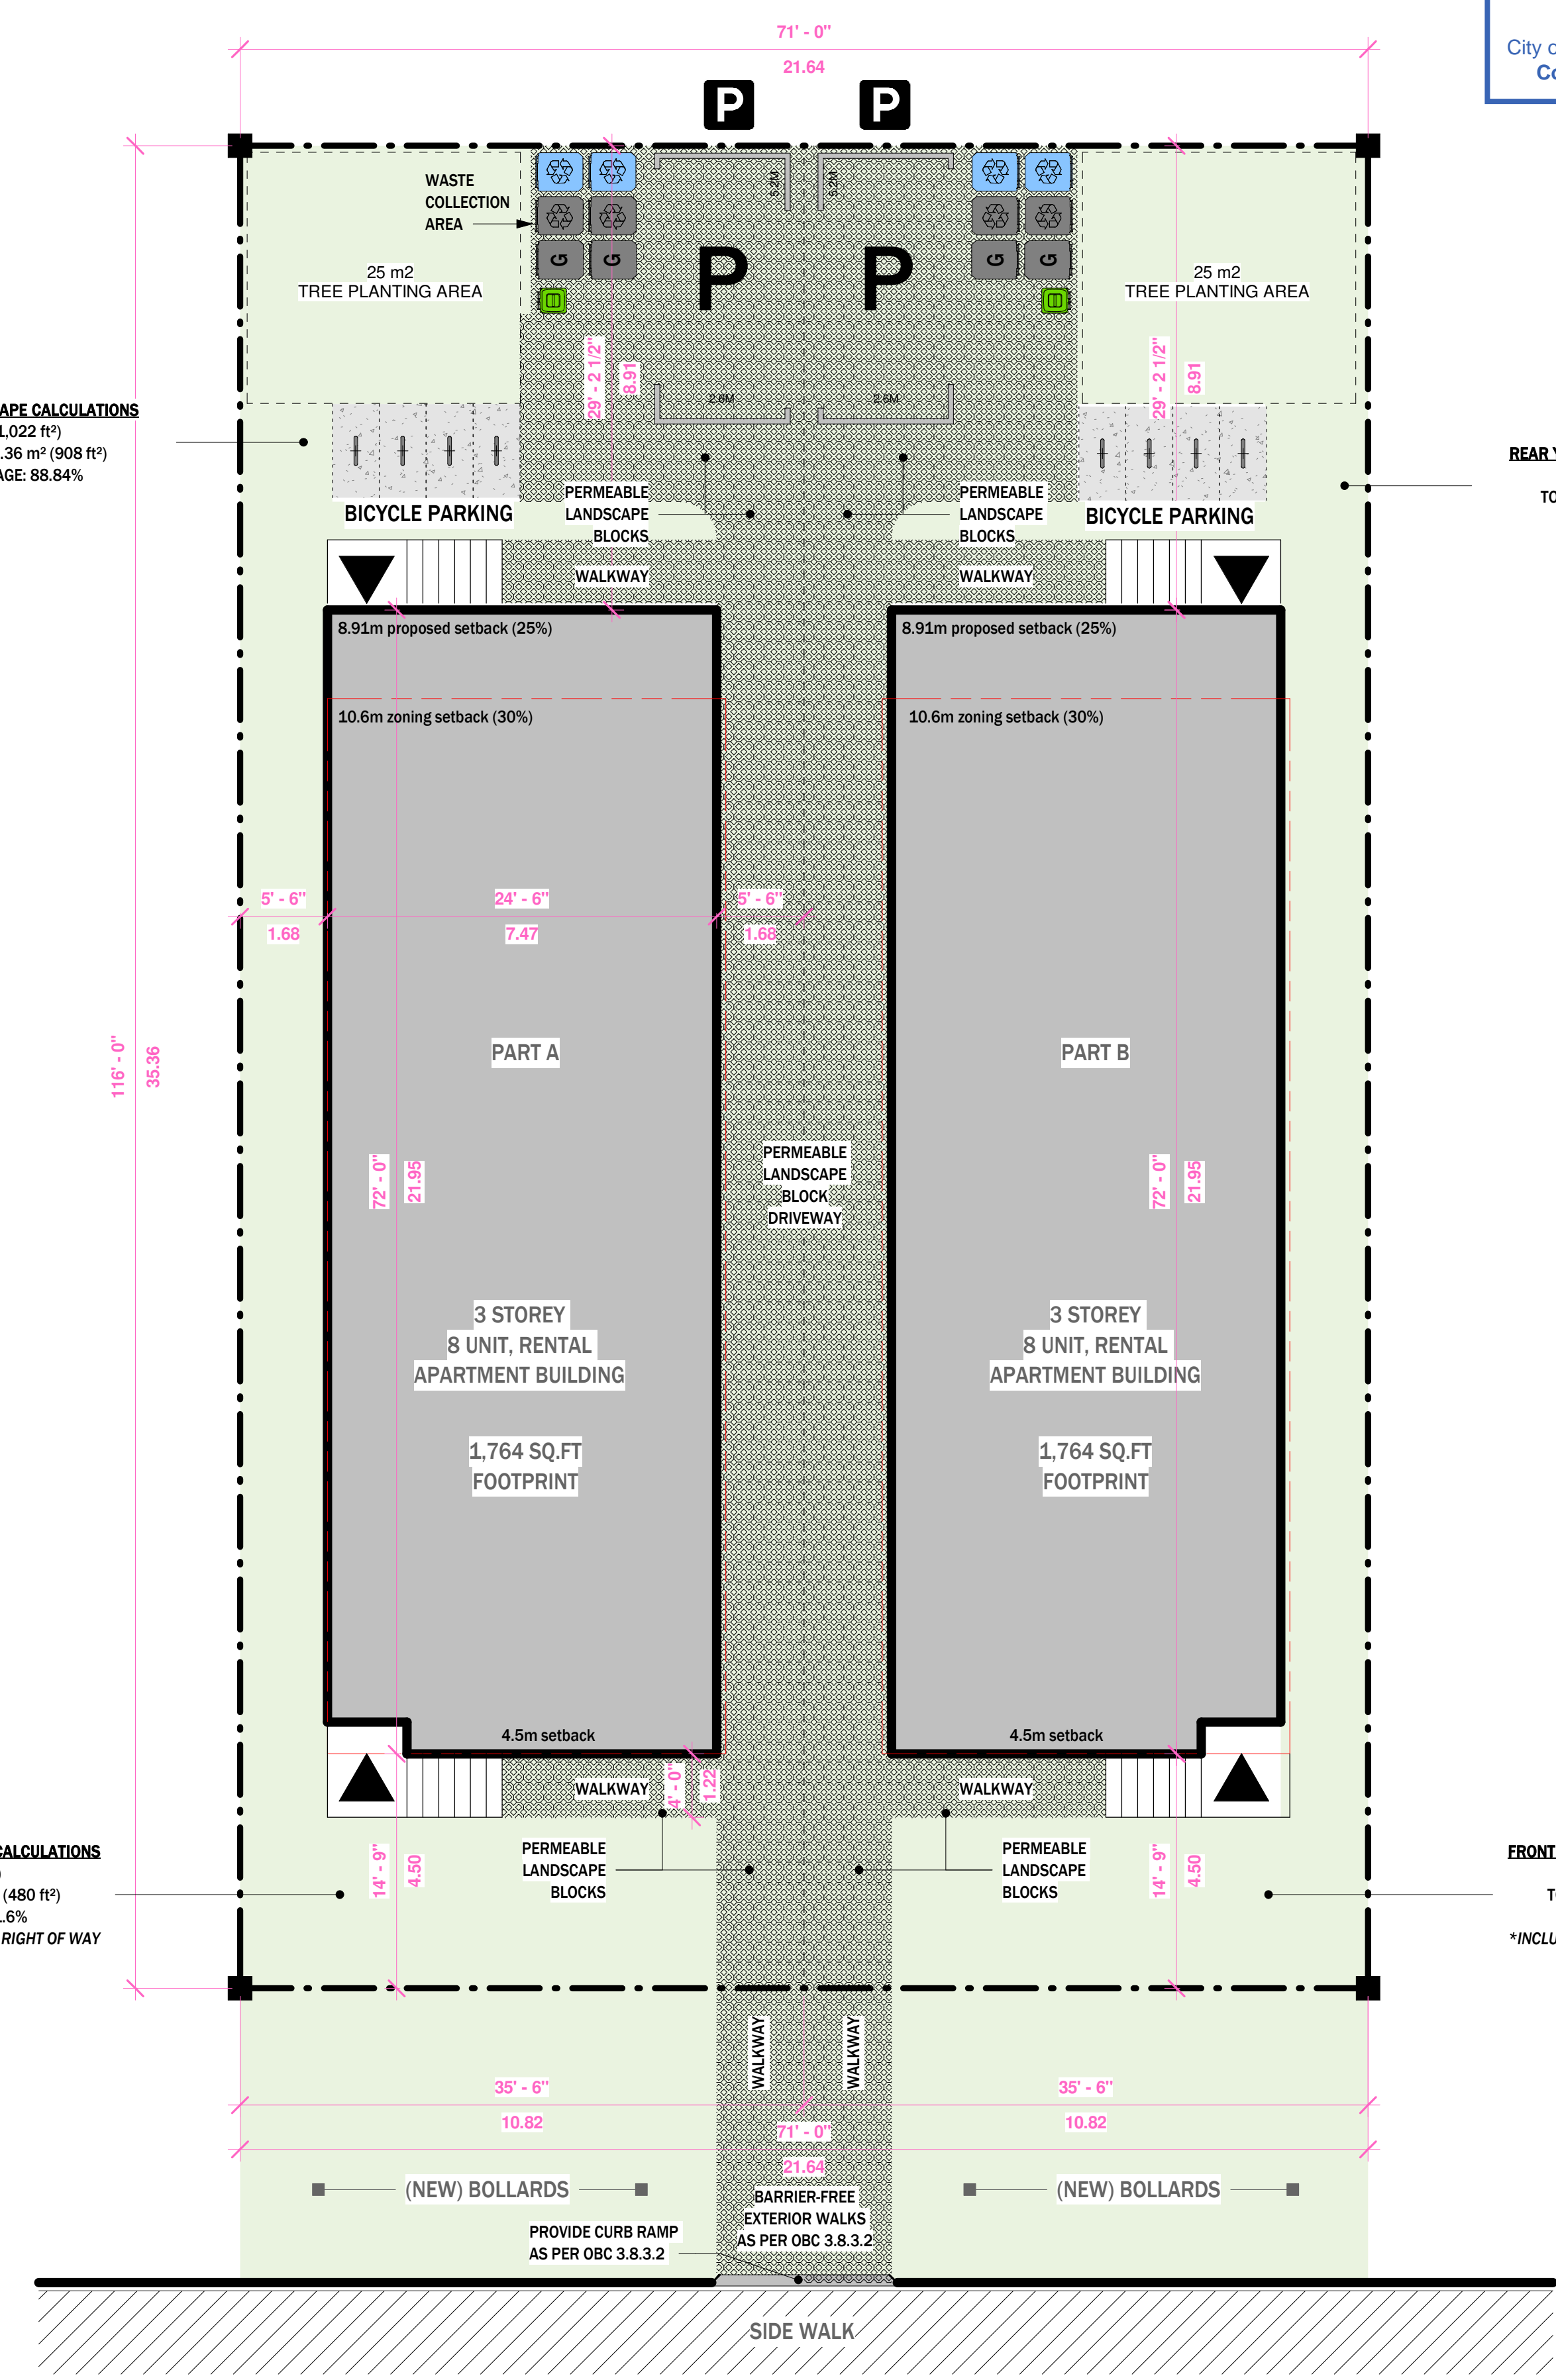 71' - 0"
21.64
City o
Co
P P
WASTE
COLLECTION
AREA
5.2M
5.2M
G G
G G
P P
25 m2
TREE PLANTING AREA
25 m2
TREE PLANTING AREA
29' - 2 1/2"
8.91
29' - 2 1/2"
8.91
2.6M
2.6M
APE CALCULATIONS
1,022 ft²)
.36 m² (908 ft²)
AGE: 88.84%
REAR Y
TO
BICYCLE PARKING
PERMEABLE
LANDSCAPE
BLOCKS
PERMEABLE
LANDSCAPE
BLOCKS
BICYCLE PARKING
WALKWAY
WALKWAY
8.91m proposed setback (25%)
8.91m proposed setback (25%)
10.6m zoning setback (30%)
10.6m zoning setback (30%)
5' - 6"
1.68
24' - 6"
7.47
5' - 6"
1.68
116' - 0"
35.36
PART A
PART B
72' - 0"
21.95
PERMEABLE
LANDSCAPE
BLOCK
DRIVEWAY
72' - 0"
21.95
3 STOREY
8 UNIT, RENTAL
APARTMENT BUILDING
3 STOREY
8 UNIT, RENTAL
APARTMENT BUILDING
1,764 SQ.FT
FOOTPRINT
1,764 SQ.FT
FOOTPRINT
4.5m setback
4.5m setback
WALKWAY
4' - 0"
1.22
WALKWAY
CALCULATIONS
)
(480 ft²)
.6%
RIGHT OF WAY
14' - 9"
4.50
PERMEABLE
LANDSCAPE
BLOCKS
PERMEABLE
LANDSCAPE
BLOCKS
14' - 9"
4.50
FRONT
TO
*INCLU
WALKWAY
WALKWAY
35' - 6"
10.82
35' - 6"
10.82
71' - 0"
21.64
(NEW) BOLLARDS
(NEW) BOLLARDS
BARRIER-FREE
EXTERIOR WALKS
AS PER OBC 3.8.3.2
PROVIDE CURB RAMP
AS PER OBC 3.8.3.2
SIDE WALK